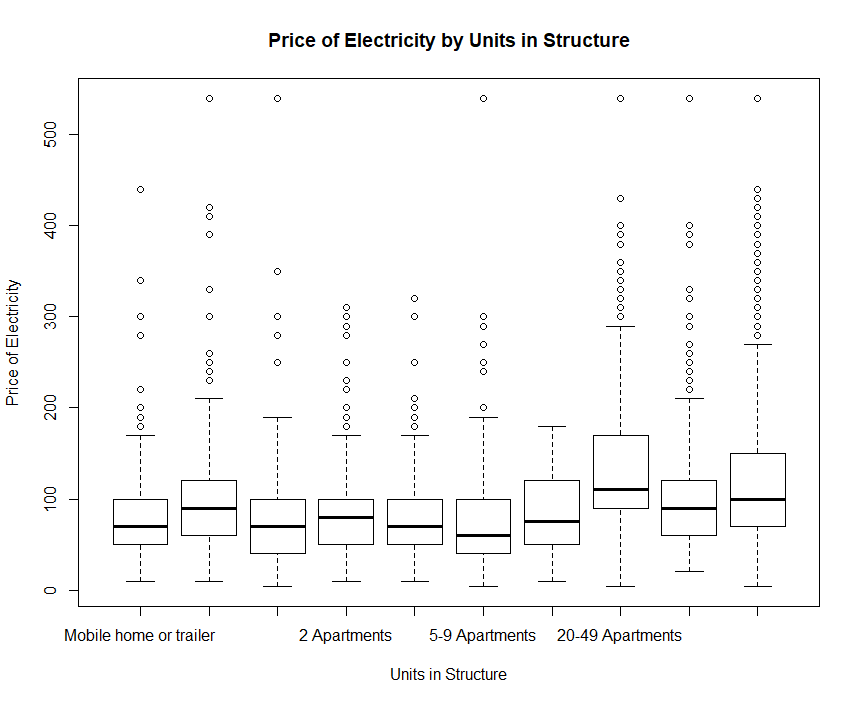 Price of Electricity by Units in Structure
Price of Electricity
500
400
300
200
100
0
Mobile home or trailer 2 Apartments 5-9 Apartments 20-49 Apartments
Units in Structure